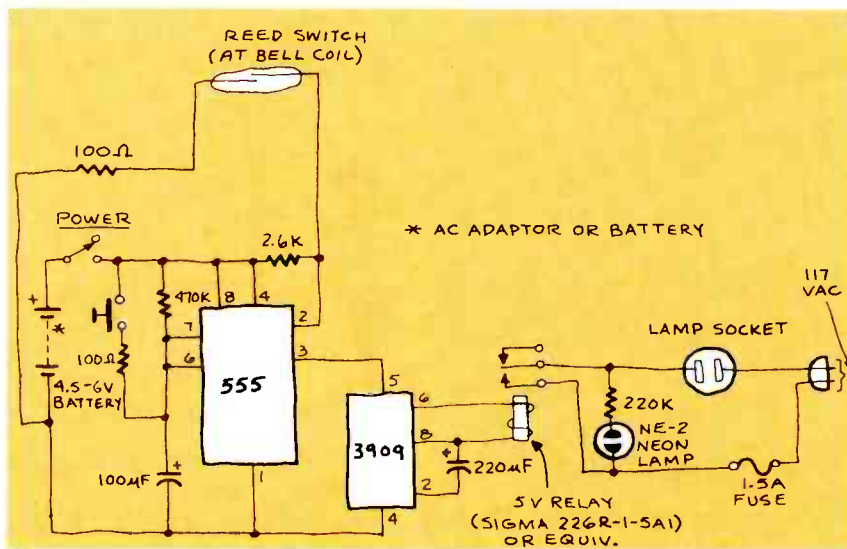 REED SWITCH
(AT BELL COIL)
100Ω
POWER
* AC ADAPTOR OR BATTERY
2.6K
470K
8
4
2
7
6
3
+
*
100Ω
4.5-6V
BATTERY
555
1
100µF
+
5
6
8
2
4
3909
+
220µF
5V RELAY
(SIGMA 226R-1-5A1)
OR EQUIV.
LAMP SOCKET
117
VAC
220K
NE-2
NEON
LAMP
1.5A
FUSE